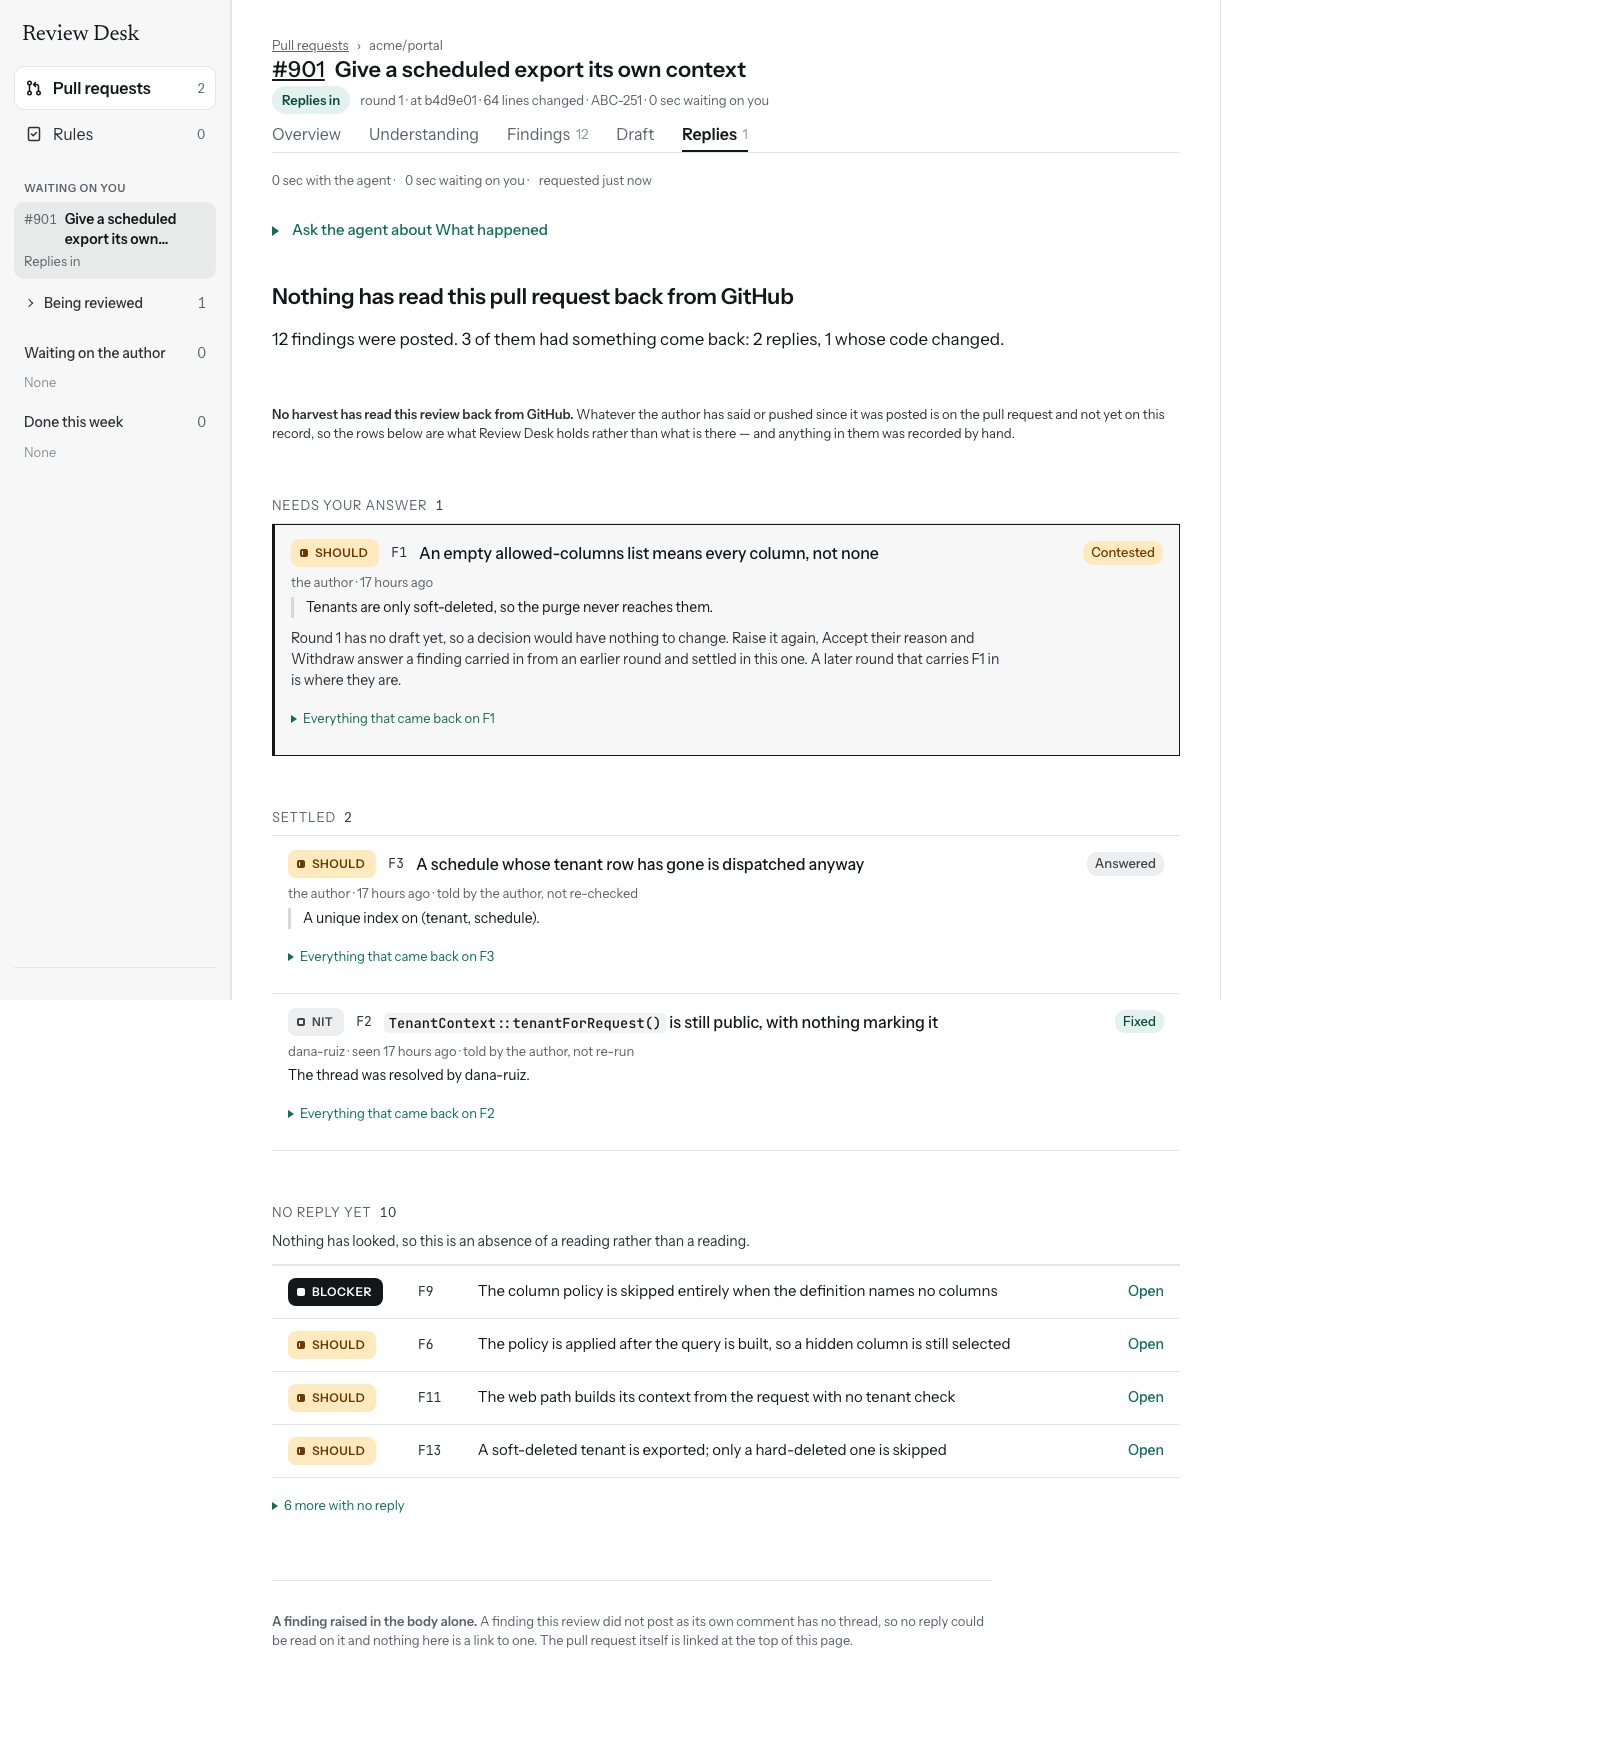 Review Desk
Pull requests 2
Rules 0
WAITING ON YOU
#901 Give a scheduled
export its own...
Replies in
Being reviewed 1
Waiting on the author 0
None
Done this week 0
None
Pull requests › acme/portal
#901 Give a scheduled export its own context
Replies in round 1 · at b4d9e01 · 64 lines changed · ABC-251 · 0 sec waiting on you
Overview Understanding Findings 12 Draft Replies 1
0 sec with the agent · 0 sec waiting on you · requested just now
Ask the agent about What happened
Nothing has read this pull request back from GitHub
12 findings were posted. 3 of them had something come back: 2 replies, 1 whose code changed.
No harvest has read this review back from GitHub. Whatever the author has said or pushed since it was posted is on the pull request and not yet on this
record, so the rows below are what Review Desk holds rather than what is there — and anything in them was recorded by hand.
NEEDS YOUR ANSWER 1
SHOULD F1 An empty allowed-columns list means every column, not none Contested
the author · 17 hours ago
Tenants are only soft-deleted, so the purge never reaches them.
Round 1 has no draft yet, so a decision would have nothing to change. Raise it again, Accept their reason and
Withdraw answer a finding carried in from an earlier round and settled in this one. A later round that carries F1 in
is where they are.
Everything that came back on F1
SETTLED 2
SHOULD F3 A schedule whose tenant row has gone is dispatched anyway Answered
the author · 17 hours ago · told by the author, not re-checked
A unique index on (tenant, schedule).
Everything that came back on F3
NIT F2 TenantContext::tenantForRequest() is still public, with nothing marking it Fixed
dana-ruiz · seen 17 hours ago · told by the author, not re-run
The thread was resolved by dana-ruiz.
Everything that came back on F2
NO REPLY YET 10
Nothing has looked, so this is an absence of a reading rather than a reading.
BLOCKER F9 The column policy is skipped entirely when the definition names no columns Open
SHOULD F6 The policy is applied after the query is built, so a hidden column is still selected Open
SHOULD F11 The web path builds its context from the request with no tenant check Open
SHOULD F13 A soft-deleted tenant is exported; only a hard-deleted one is skipped Open
6 more with no reply
A finding raised in the body alone. A finding this review did not post as its own comment has no thread, so no reply could
be read on it and nothing here is a link to one. The pull request itself is linked at the top of this page.